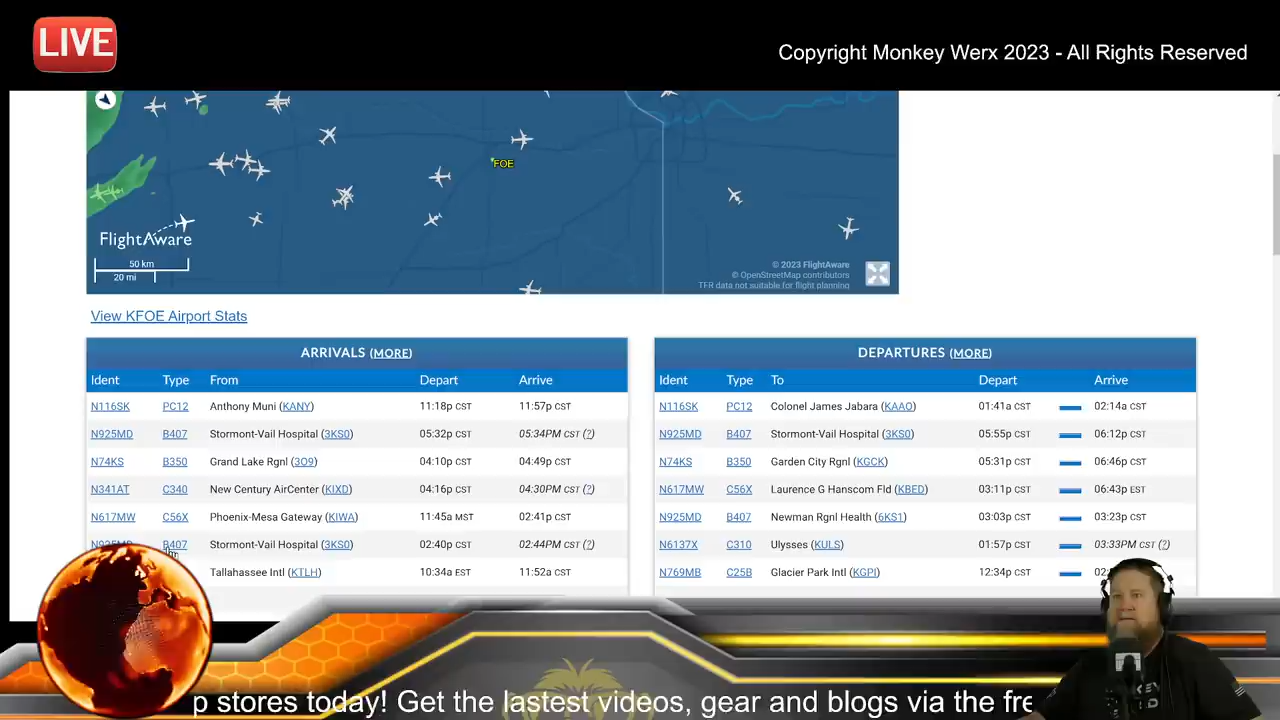 LIVE
Copyright Monkey Werx 2023 - All Rights Reserved
FOE
FlightAware
50 km
20 mi
© 2023 FlightAware
© OpenStreetMap contributors
TFR data not suitable for flight planning
View KFOE Airport Stats
ARRIVALS (MORE)
Ident Type From Depart Arrive
N116SK PC12 Anthony Muni (KANY) 11:18p CST 11:57p CST
N925MD B407 Stormont-Vail Hospital (3KS0) 05:32p CST 05:34PM CST (?)
N74KS B350 Grand Lake Rgnl (3O9) 04:10p CST 04:49p CST
N341AT C340 New Century AirCenter (KIXD) 04:16p CST 04:30PM CST (?)
N617MW C56X Phoenix-Mesa Gateway (KIWA) 11:45a MST 02:41p CST
N925MD B407 Stormont-Vail Hospital (3KS0) 02:40p CST 02:44PM CST (?)
Tallahassee Intl (KTLH) 10:34a EST 11:52a CST
DEPARTURES (MORE)
Ident Type To Depart Arrive
N116SK PC12 Colonel James Jabara (KAAO) 01:41a CST 02:14a CST
N925MD B407 Stormont-Vail Hospital (3KS0) 05:55p CST 06:12p CST
N74KS B350 Garden City Rgnl (KGCK) 05:31p CST 06:46p CST
N617MW C56X Laurence G Hanscom Fld (KBED) 03:11p CST 06:43p EST
N925MD B407 Newman Rgnl Health (6KS1) 03:03p CST 03:23p CST
N6137X C310 Ulysses (KULS) 01:57p CST 03:33PM CST (?)
N769MB C25B Glacier Park Intl (KGPI) 12:34p CST
p stores today! Get the lastest videos, gear and blogs via the fre